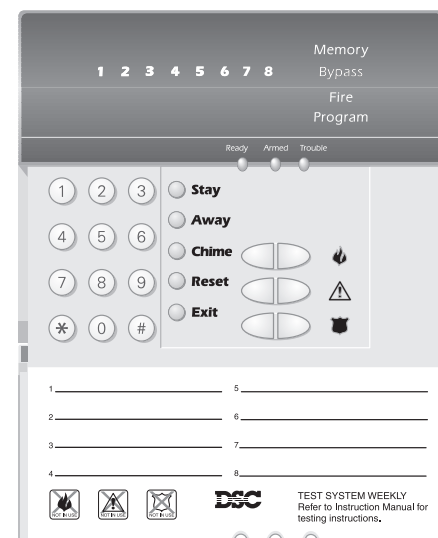 Memory
1 2 3 4 5 6 7 8 Bypass
Fire
Program
Ready Armed Trouble
1 2 3 Stay
Away
4 5 6
Chime
7 8 9 Reset
Exit
* 0 #
1 5
2 6
3 7
4 8
NOT IN USE NOT IN USE NOT IN USE
DSC
TEST SYSTEM WEEKLY
Refer to Instruction Manual for
testing instructions.